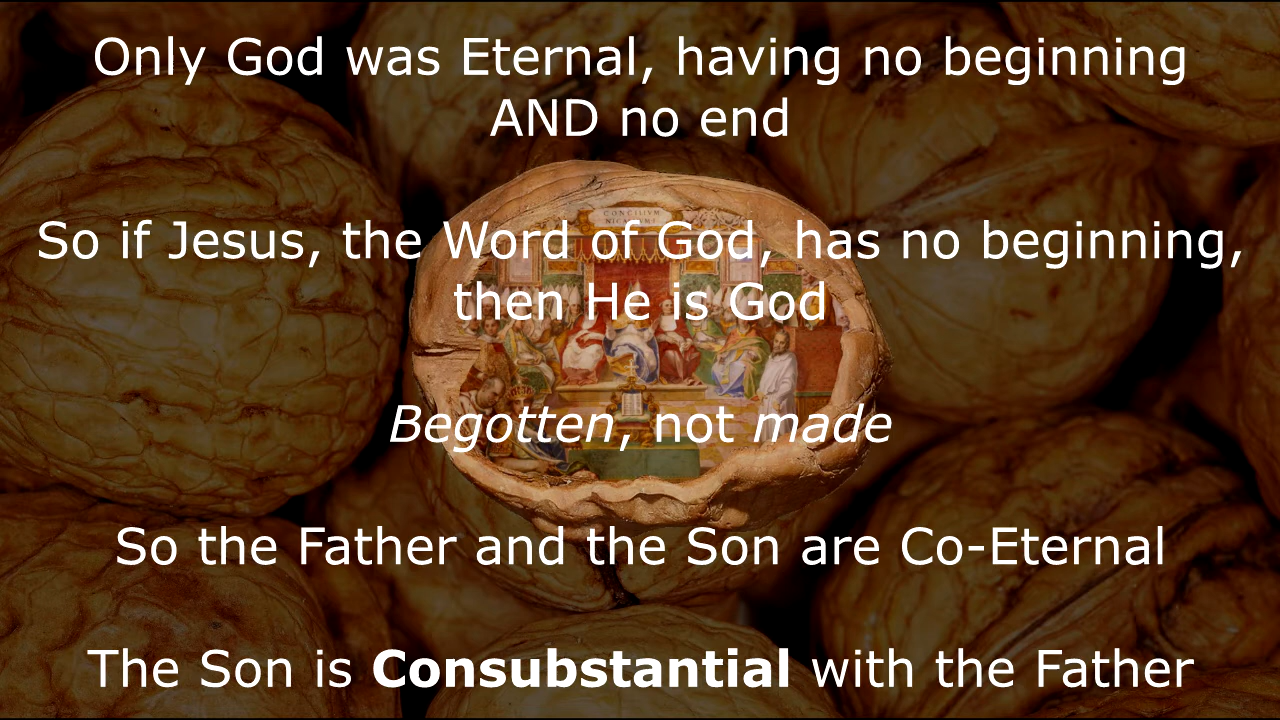 Only God was Eternal, having no beginning
AND no end
CONCILIVM
So if Jesus, the Word of God, has no beginning,
then He is God
Begotten, not made
So the Father and the Son are Co-Eternal
The Son is Consubstantial with the Father